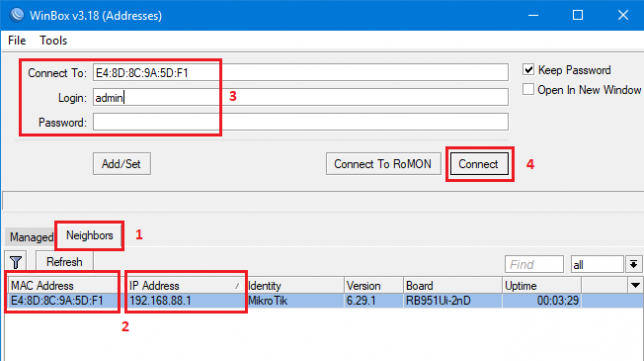 WinBox v3.18 (Addresses)
File Tools
Connect To: E4:8D:8C:9A:5D:F1 Keep Password
Login: admin 3 Open In New Window
Password:
Add/Set Connect To RoMON Connect 4
Managed Neighbors 1
Refresh Find all
MAC Address IP Address / Identity Version Board Uptime
E4:8D:8C:9A:5D:F1 192.168.88.1 MikroTik 6.29.1 RB951Ui-2nD 00:03:29
2